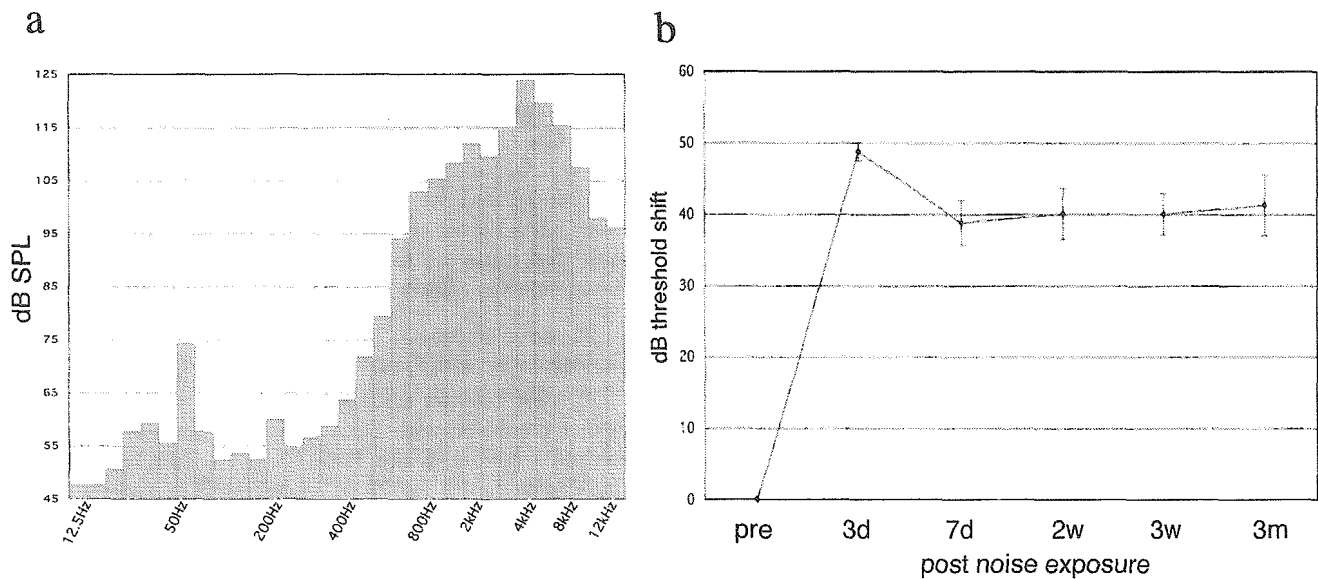 a
125
115
105
95
85
75
65
55
45
dB SPL
12.5Hz
50Hz
200Hz
400Hz
800Hz
2kHz
4kHz
8kHz
12kHz
b
60
50
40
30
20
10
0
dB threshold shift
pre
3d
7d
2w
3w
3m
post noise exposure